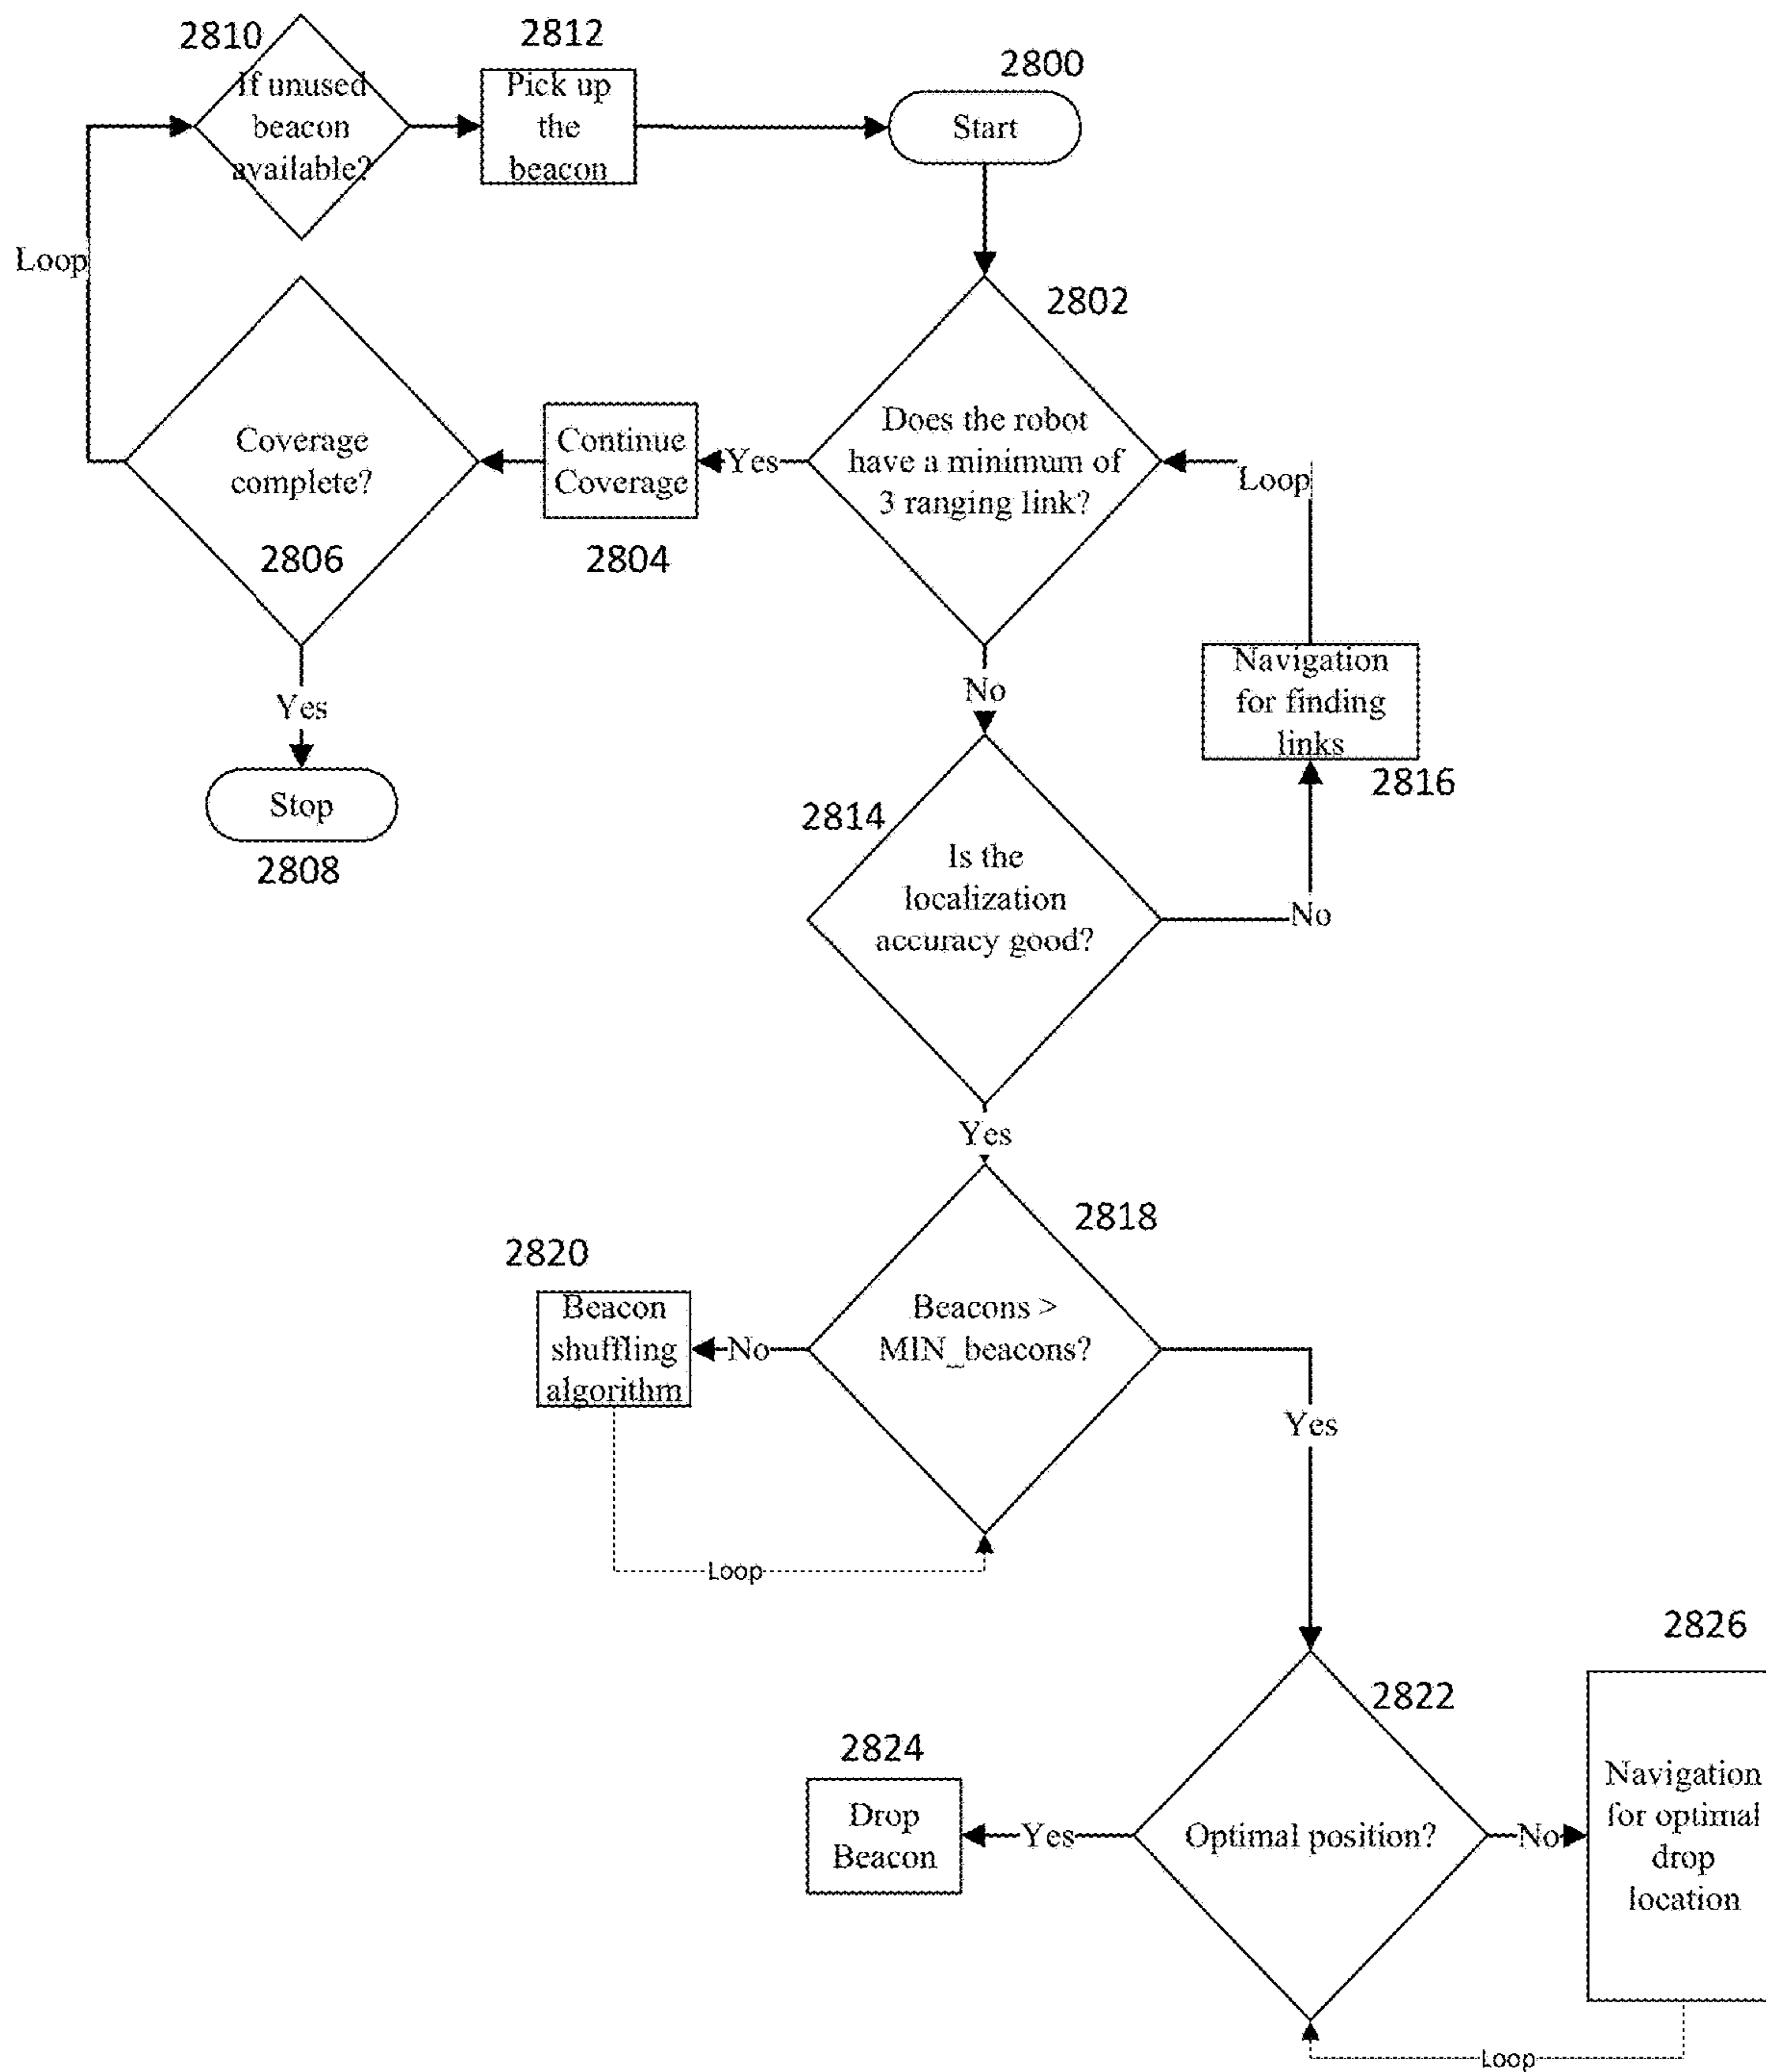 2810
If unused
beacon
available?
2812
Pick up
the
beacon
2800
Start
Loop
2802
Does the robot
have a minimum of
3 ranging link?
Yes
Continue
Coverage
2804
Coverage
complete?
2806
Yes
Stop
2808
Loop
Navigation
for finding
links
2816
No
2814
Is the
localization
accuracy good?
No
Yes
2818
Beacons >
MIN_beacons?
No
2820
Beacon
shuffling
algorithm
Loop
Yes
2822
Optimal position?
Yes
2824
Drop
Beacon
No
2826
Navigation
for optimal
drop
location
Loop